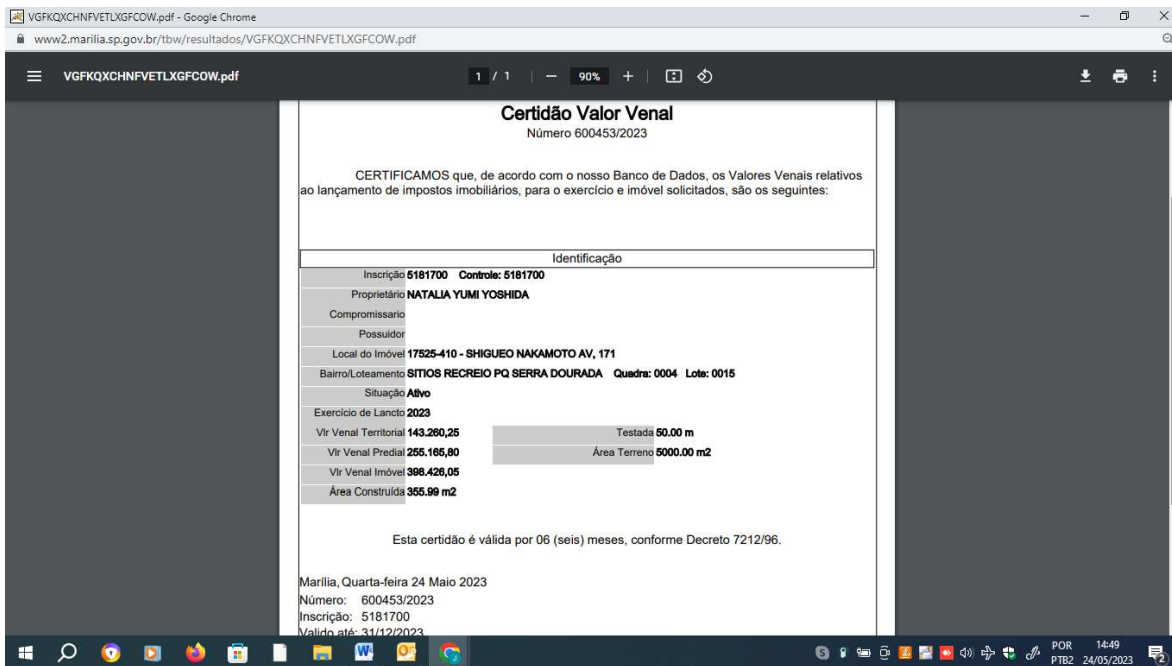 VGFKQXCHNFVETLXGFCOW.pdf - Google Chrome
www2.marilia.sp.gov.br/tbw/resultados/VGFKQXCHNFVETLXGFCOW.pdf
VGFKQXCHNFVETLXGFCOW.pdf 1 / 1 90%
Certidão Valor Venal
Número 600453/2023
CERTIFICAMOS que, de acordo com o nosso Banco de Dados, os Valores Venais relativos
ao lançamento de impostos imobiliários, para o exercício e imóvel solicitados, são os seguintes:
Identificação
Inscrição 5181700 Controle: 5181700
Proprietário NATALIA YUMI YOSHIDA
Compromissario
Possuidor
Local do Imóvel 17525-410 - SHIGUEO NAKAMOTO AV, 171
Bairro/Loteamento SITIOS RECREIO PQ SERRA DOURADA Quadra: 0004 Lote: 0015
Situação Ativo
Exercício de Lancto 2023
Vlr Venal Territorial 143.260,25 Testada 50.00 m
Vlr Venal Predial 255.165,80 Área Terreno 5000.00 m2
Vlr Venal Imóvel 398.426,05
Área Construída 355.99 m2
Esta certidão é válida por 06 (seis) meses, conforme Decreto 7212/96.
Marília, Quarta-feira 24 Maio 2023
Número: 600453/2023
Inscrição: 5181700
Valido até: 31/12/2023
POR 14:49
PTB2 24/05/2023